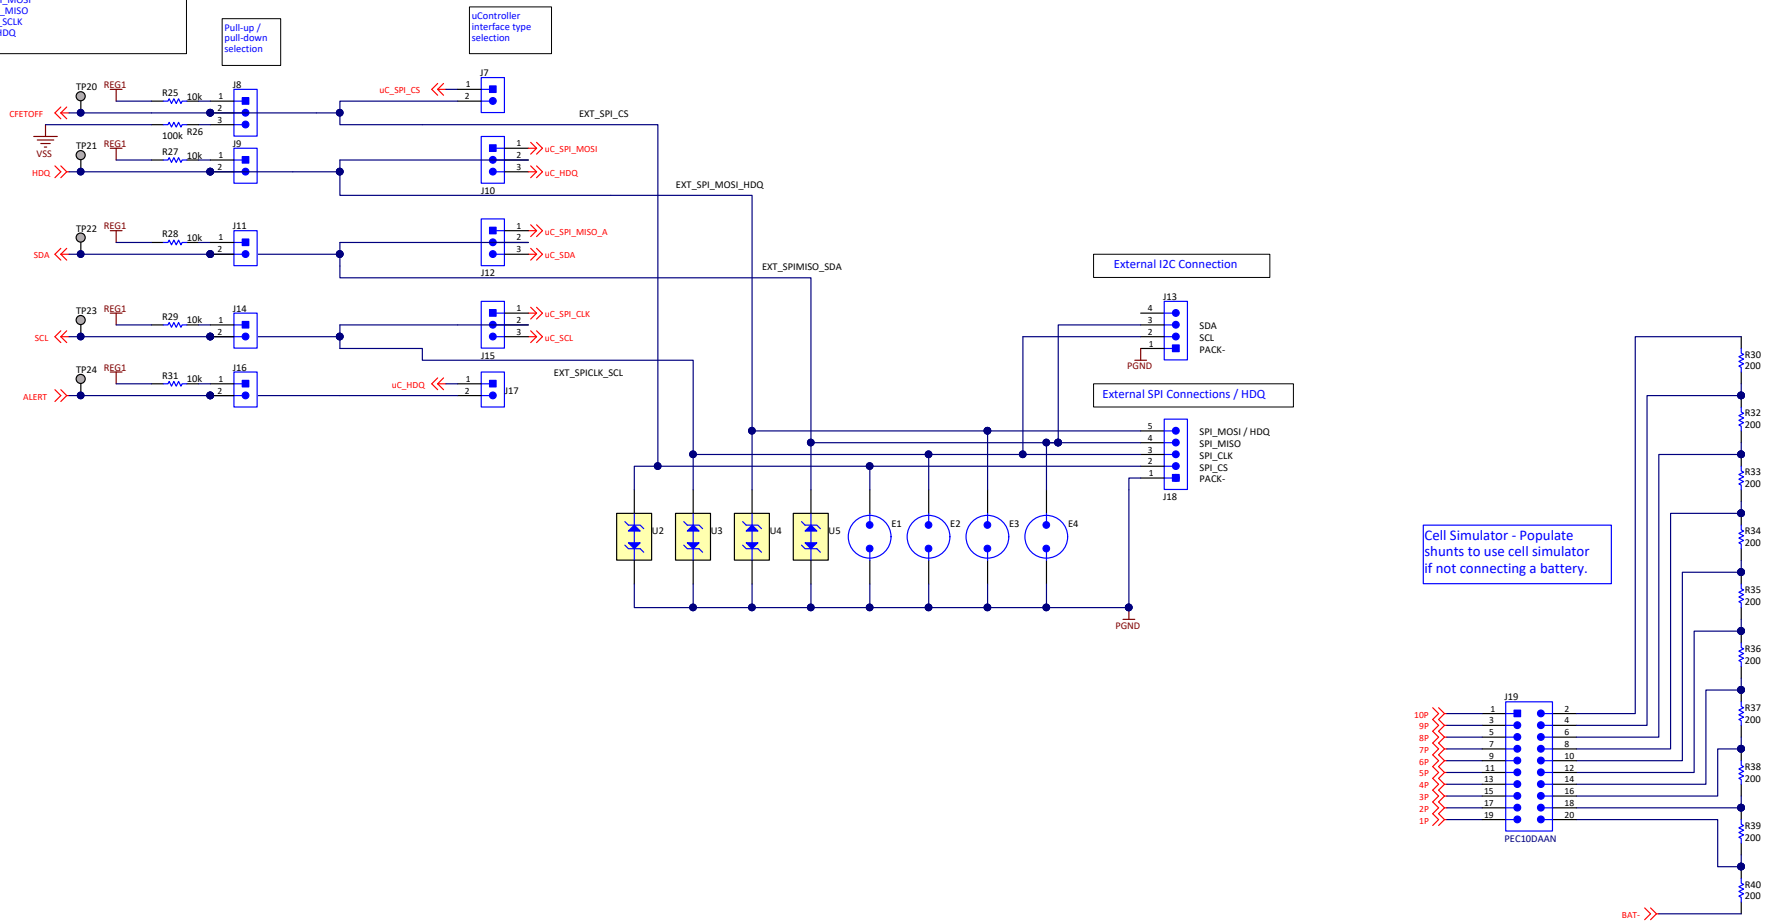 _MISO
_SCLK
HDQ
Pull-up /
pull-down
selection
uController
interface type
selection
TP20
REG1
R25
10k
J8
1
2
3
CFETOFF
100k
R26
VSS
uC_SPI_CS
J7
1
2
EXT_SPI_CS
TP21
REG1
R27
10k
J9
1
2
HDQ
1
2
3
uC_SPI_MOSI
uC_HDQ
J10
EXT_SPI_MOSI_HDQ
TP22
REG1
R28
10k
J11
1
2
SDA
1
2
3
uC_SPI_MISO_A
uC_SDA
J12
EXT_SPIMISO_SDA
TP23
REG1
R29
10k
J14
1
2
SCL
1
2
3
uC_SPI_CLK
uC_SCL
J15
EXT_SPICLK_SCL
TP24
REG1
R31
10k
J16
1
2
ALERT
uC_HDQ
1
2
J17
External I2C Connection
J13
4
3
2
1
SDA
SCL
PACK-
PGND
External SPI Connections / HDQ
5
4
3
2
1
SPI_MOSI / HDQ
SPI_MISO
SPI_CLK
SPI_CS
PACK-
J18
U2
U3
U4
U5
E1
E2
E3
E4
PGND
Cell Simulator - Populate
shunts to use cell simulator
if not connecting a battery.
R30
200
R32
200
R33
200
R34
200
R35
200
R36
200
R37
200
R38
200
R39
200
R40
200
J19
10P 1 2
9P 3 4
8P 5 6
7P 7 8
6P 9 10
5P 11 12
4P 13 14
3P 15 16
2P 17 18
1P 19 20
PEC10DAAN
BAT-